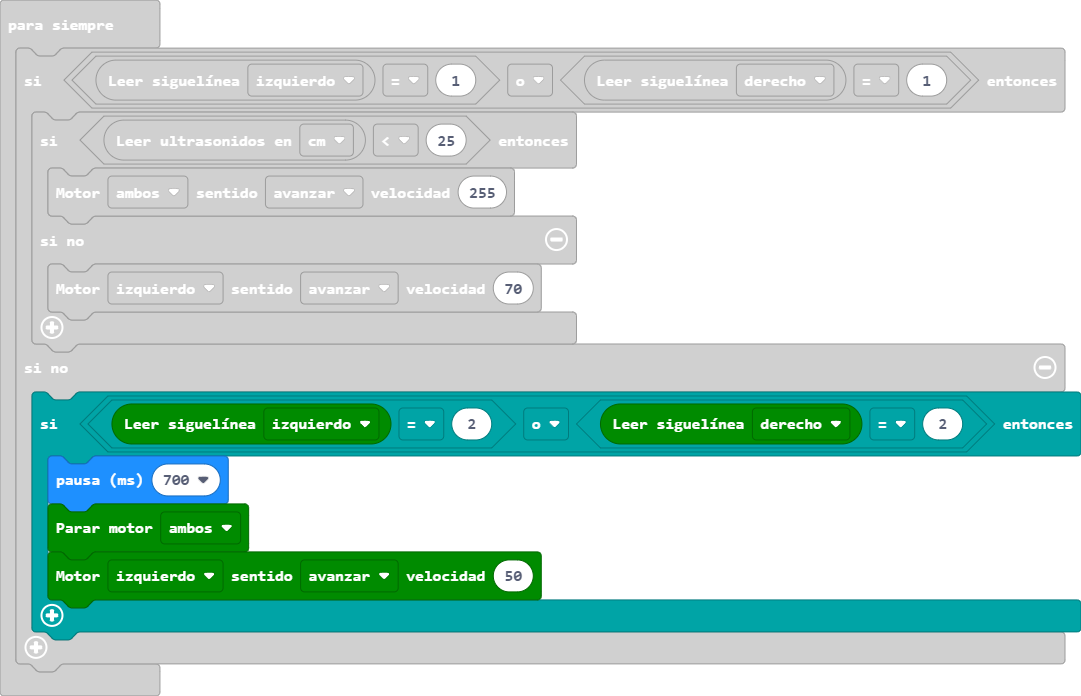 para siempre
si Leer siguelínea izquierdo = 1 o Leer siguelínea derecho = 1 entonces
si Leer ultrasonidos en cm < 25 entonces
Motor ambos sentido avanzar velocidad 255
si no
Motor izquierdo sentido avanzar velocidad 70
si no
si Leer siguelínea izquierdo = 2 o Leer siguelínea derecho = 2 entonces
pausa (ms) 700
Parar motor ambos
Motor izquierdo sentido avanzar velocidad 50